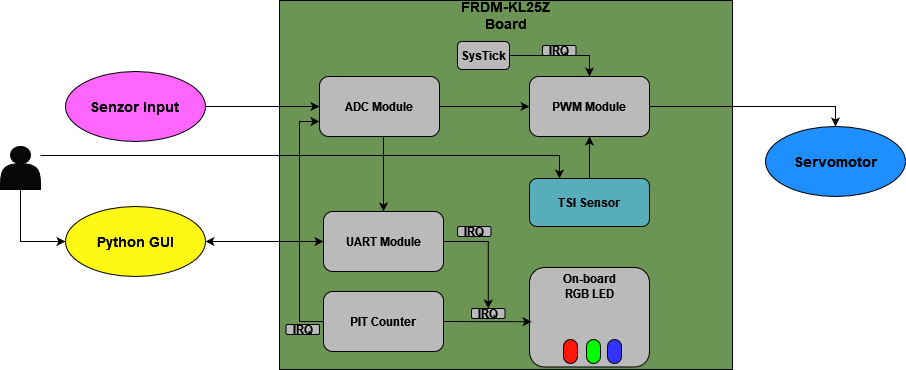 FRDM-KL25Z
Board
SysTick
IRQ
Senzor Input
ADC Module
PWM Module
Servomotor
TSI Sensor
Python GUI
UART Module
IRQ
On-board
RGB LED
PIT Counter
IRQ
IRQ